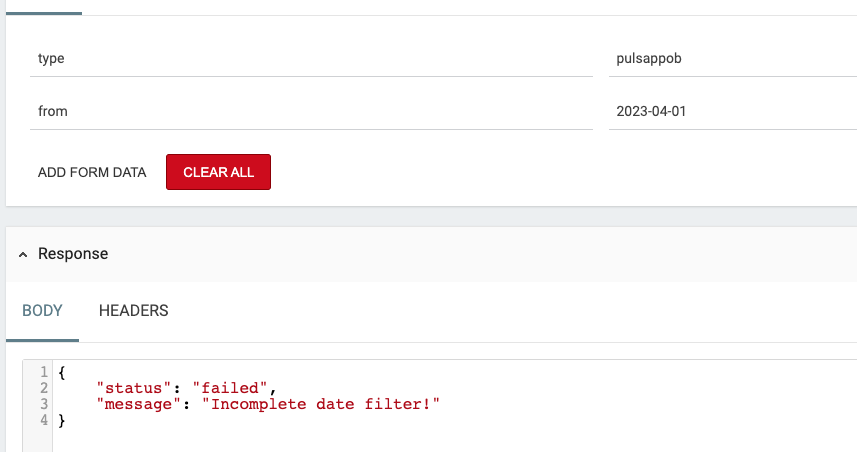 type pulsappob
from 2023-04-01
ADD FORM DATA CLEAR ALL
Response
BODY HEADERS
1 {
2 "status": "failed",
3 "message": "Incomplete date filter!"
4 }